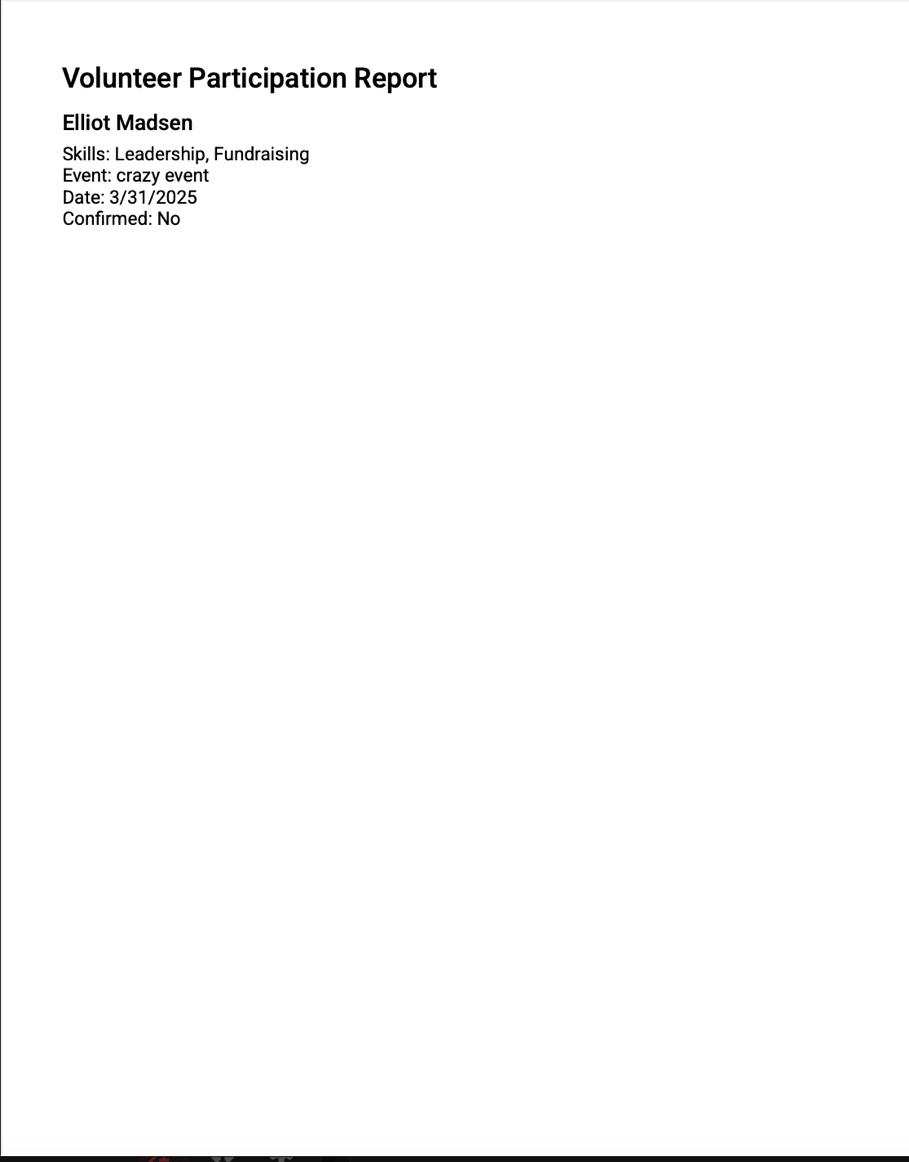 Volunteer Participation Report
Elliot Madsen
Skills: Leadership, Fundraising
Event: crazy event
Date: 3/31/2025
Confirmed: No